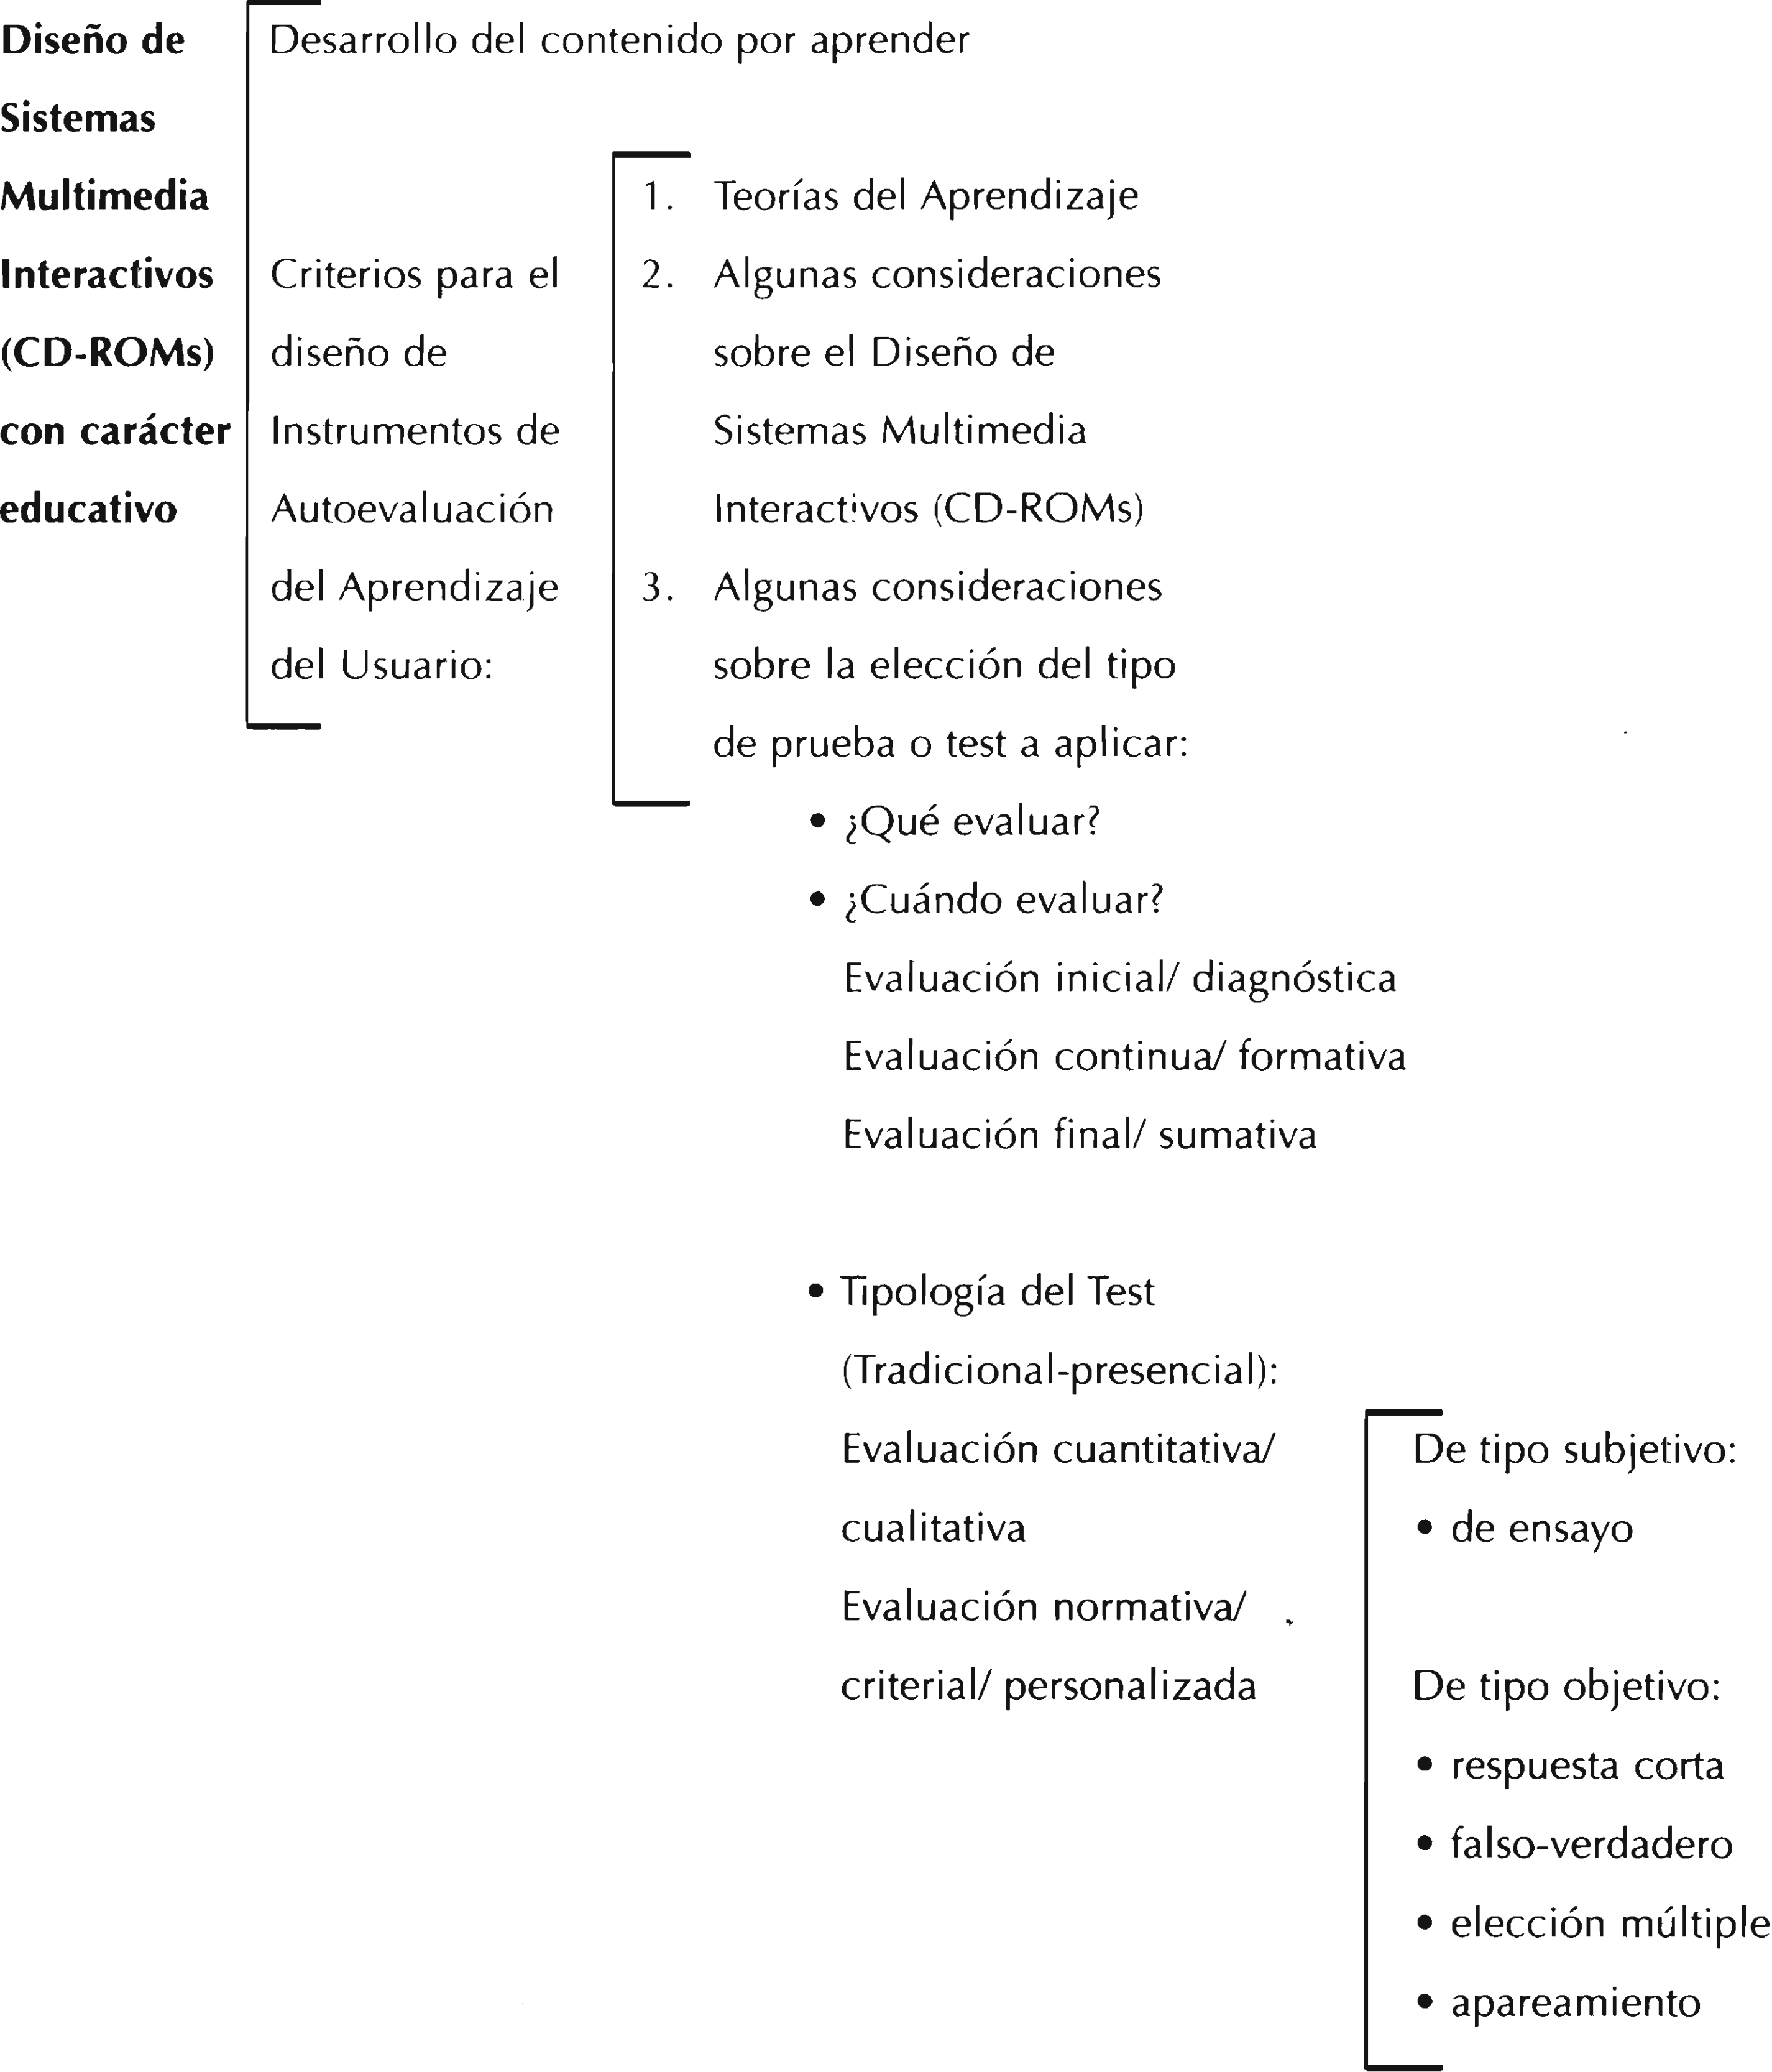 Diseño de
Sistemas
Multimedia
Interactivos
(CD-ROMs)
con carácter
educativo
Desarrollo del contenido por aprender
Criterios para el
diseño de
Instrumentos de
Autoevaluación
del Aprendizaje
del Usuario:
1. Teorías del Aprendizaje
2. Algunas consideraciones
sobre el Diseño de
Sistemas Multimedia
Interactivos (CD-ROMs)
3. Algunas consideraciones
sobre la elección del tipo
de prueba o test a aplicar:
• ¿Qué evaluar?
• ¿Cuándo evaluar?
Evaluación inicial/ diagnóstica
Evaluación continua/ formativa
Evaluación final/ sumativa
• Tipología del Test
(Tradicional-presencial):
Evaluación cuantitativa/
cualitativa
Evaluación normativa/
criterial/ personalizada
De tipo subjetivo:
• de ensayo
De tipo objetivo:
• respuesta corta
• falso-verdadero
• elección múltiple
• apareamiento